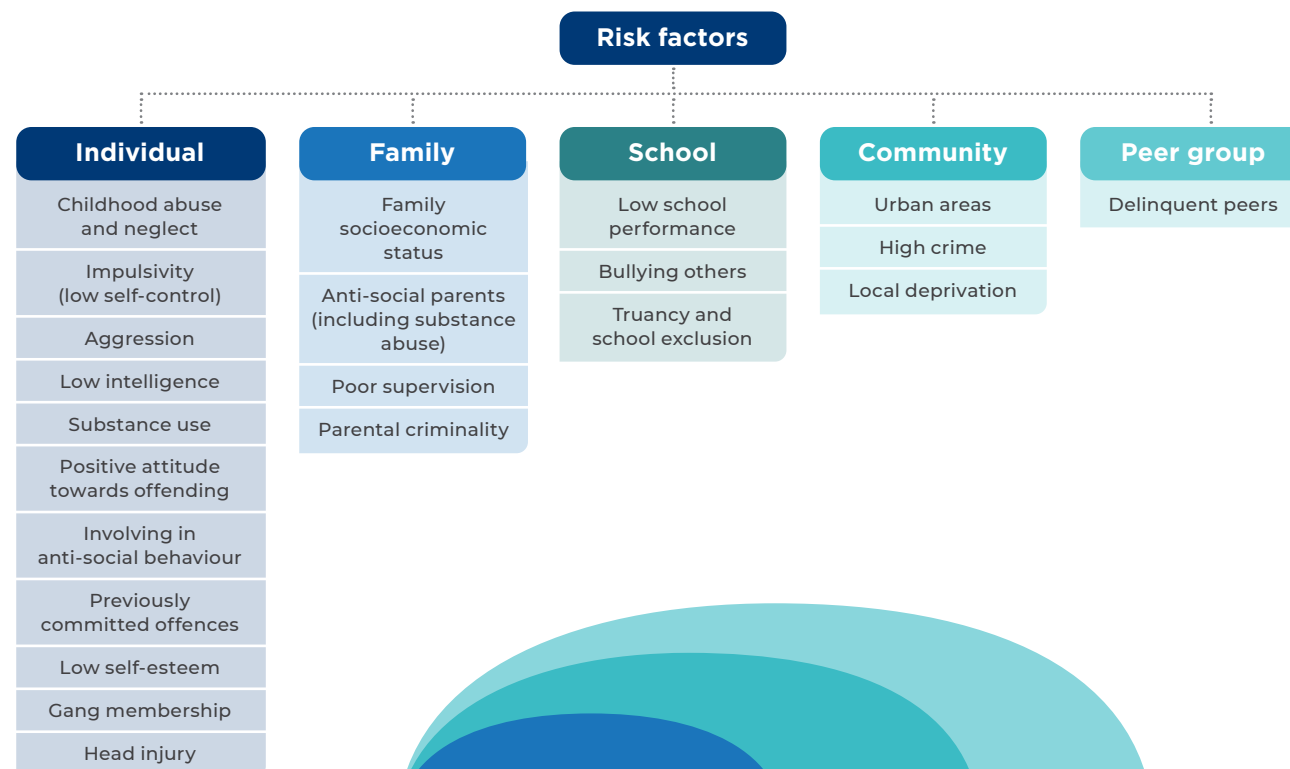 Risk factors
Individual
Childhood abuse
and neglect
Impulsivity
(low self-control)
Aggression
Low intelligence
Substance use
Positive attitude
towards offending
Involving in
anti-social behaviour
Previously
committed offences
Low self-esteem
Gang membership
Head injury
Family
Family
socioeconomic
status
Anti-social parents
(including substance
abuse)
Poor supervision
Parental criminality
School
Low school
performance
Bullying others
Truancy and
school exclusion
Community
Urban areas
High crime
Local deprivation
Peer group
Delinquent peers